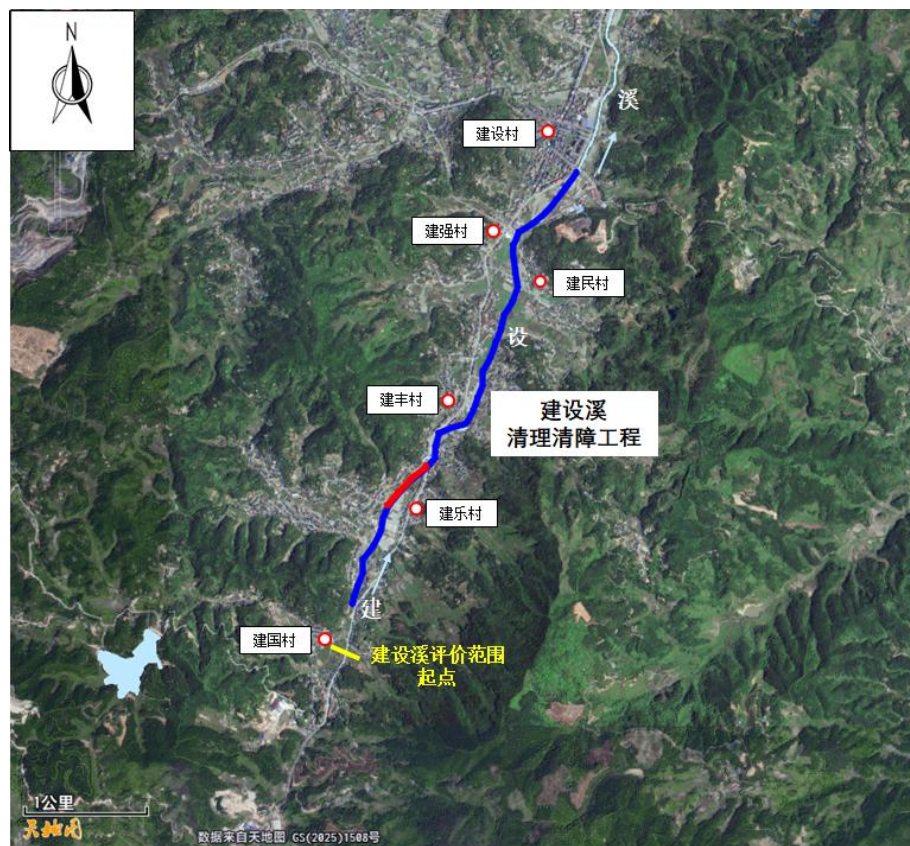 N
溪
建设村
建强村
建民村
设
建丰村
建设溪
清理清障工程
建乐村
建
建国村
建设溪评价范围
起点
1公里
天地图
数据来自天地图 GS(2025)1508号